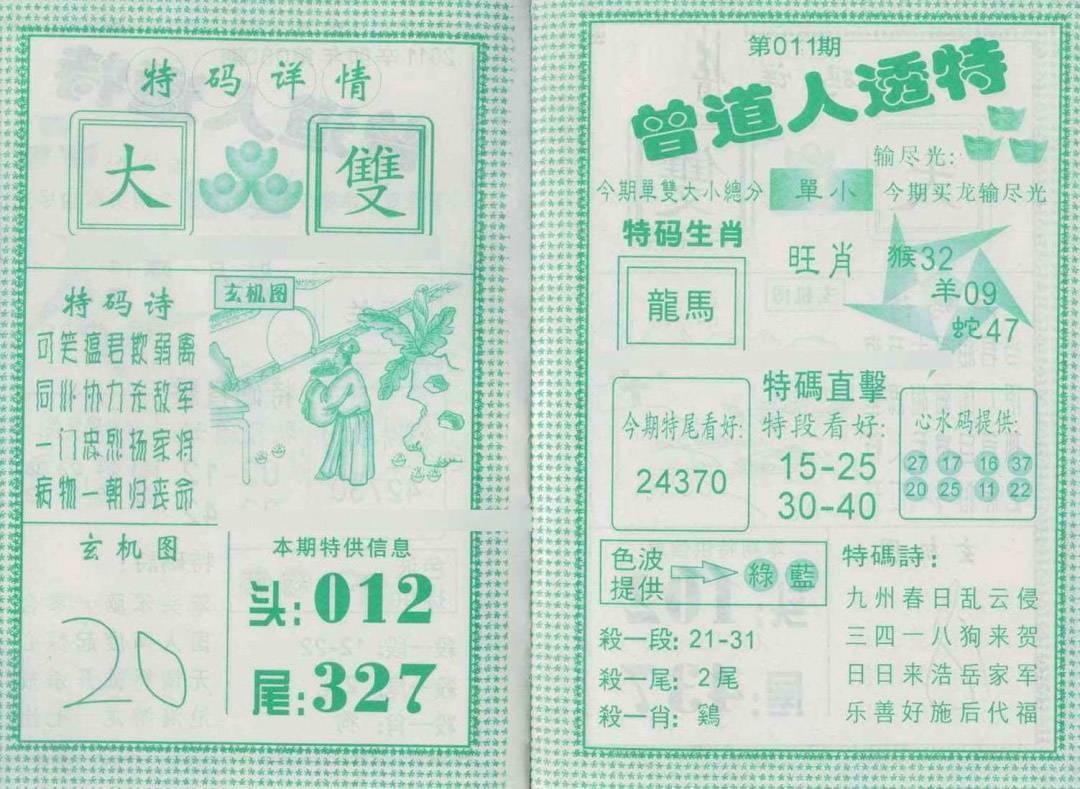 特码详情
大 雙
特码诗
可笑瘟君欺弱离
同心协力杀敌军
一门忠烈扬家将
病物一朝归丧命
玄机图
玄机图
20
本期特供信息
头:012
尾:327
第011期
曾道人透特
输尽光:
今期單雙大小總分 單小 今期买龙输尽光
特码生肖
龍馬
旺肖
猴32
羊09
蛇47
今期特尾看好:
24370
特碼直擊
特段看好:
15-25
30-40
心水码提供:
27 17 16 37
20 25 11 22
色波
提供
綠 藍
殺一段: 21-31
殺一尾: 2尾
殺一肖: 鷄
特碼詩:
九州春日乱云侵
三四一八狗来贺
日日来浩岳家军
乐善好施后代福